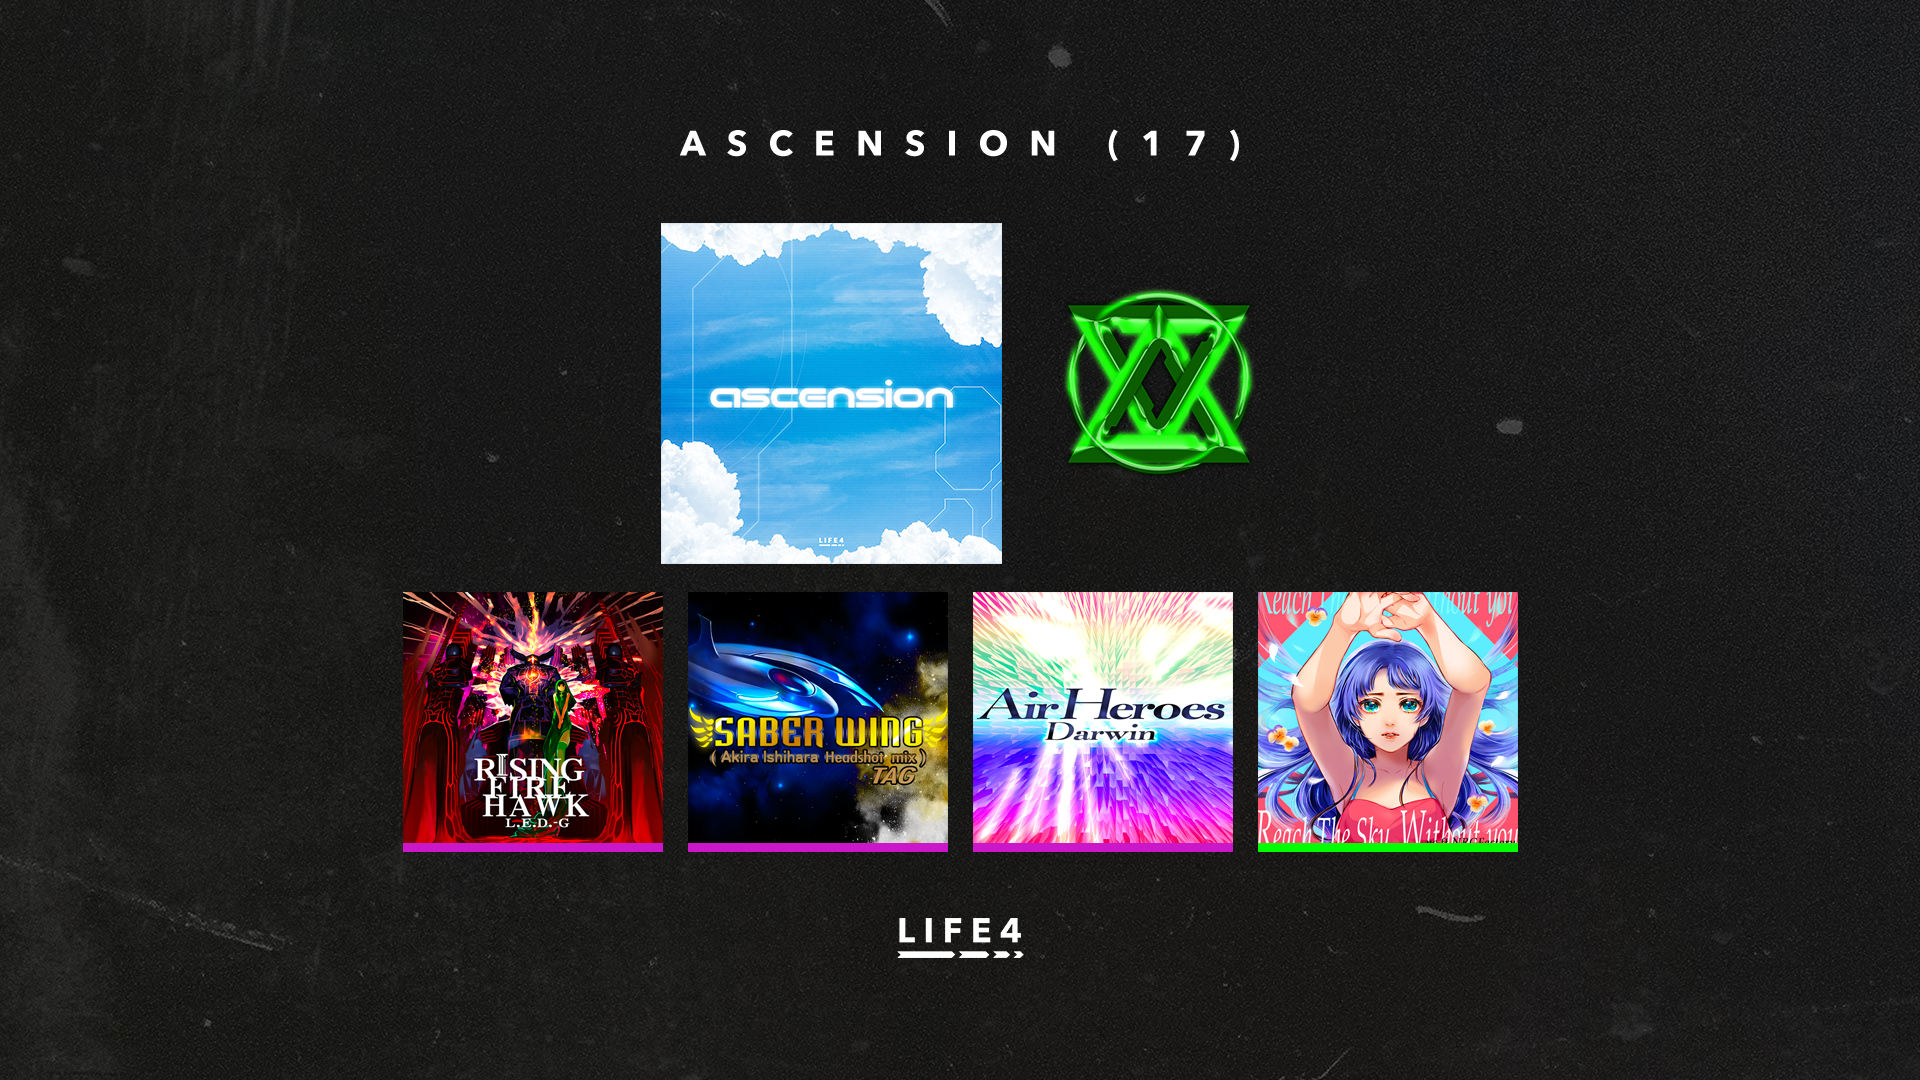 ASCENSION (17)
ascension
LIFE4
RISING
FIRE
HAWK
L.E.D.-G
SABER WING
(Akira Ishihara Headshot mix)
TAG
Air Heroes
Darwin
Reach The Sky, Without you
LIFE4